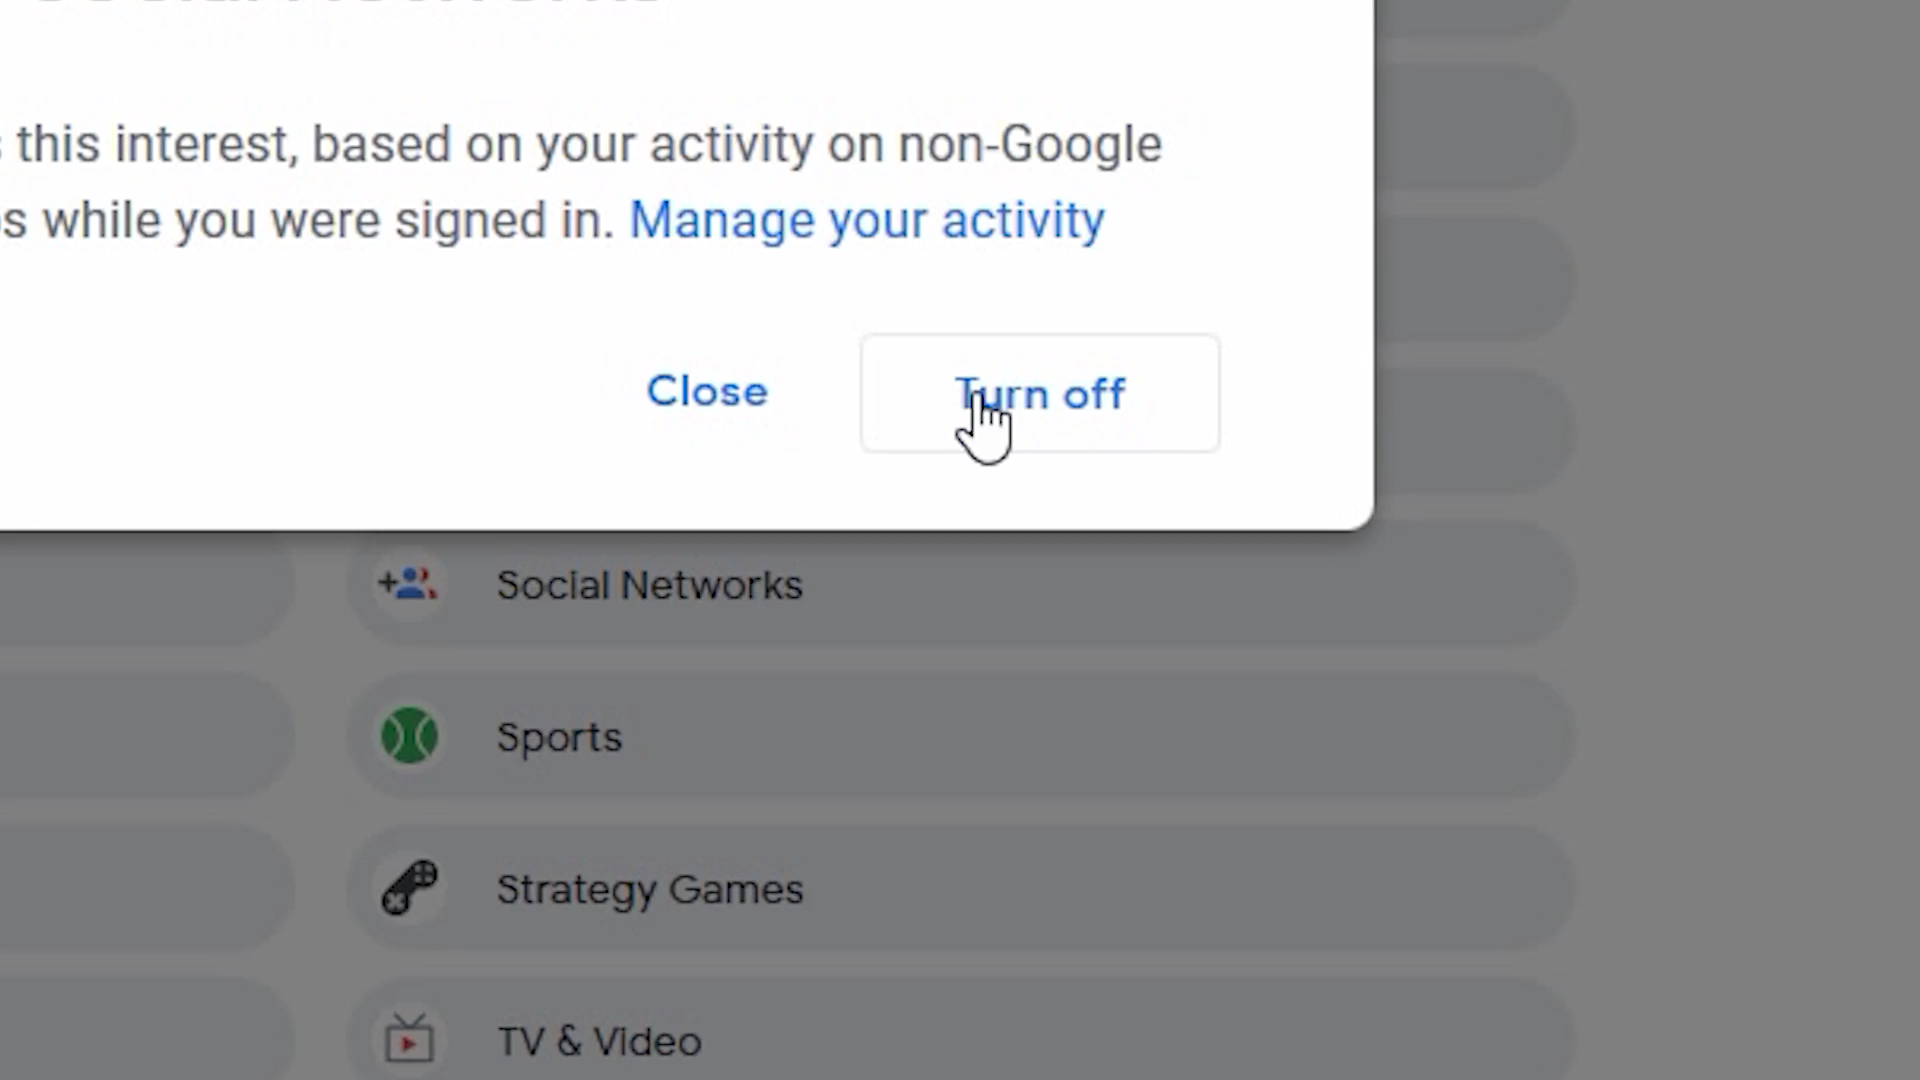 this interest, based on your activity on non-Google
while you were signed in. Manage your activity
Close
Turn off
Social Networks
Sports
Strategy Games
TV & Video